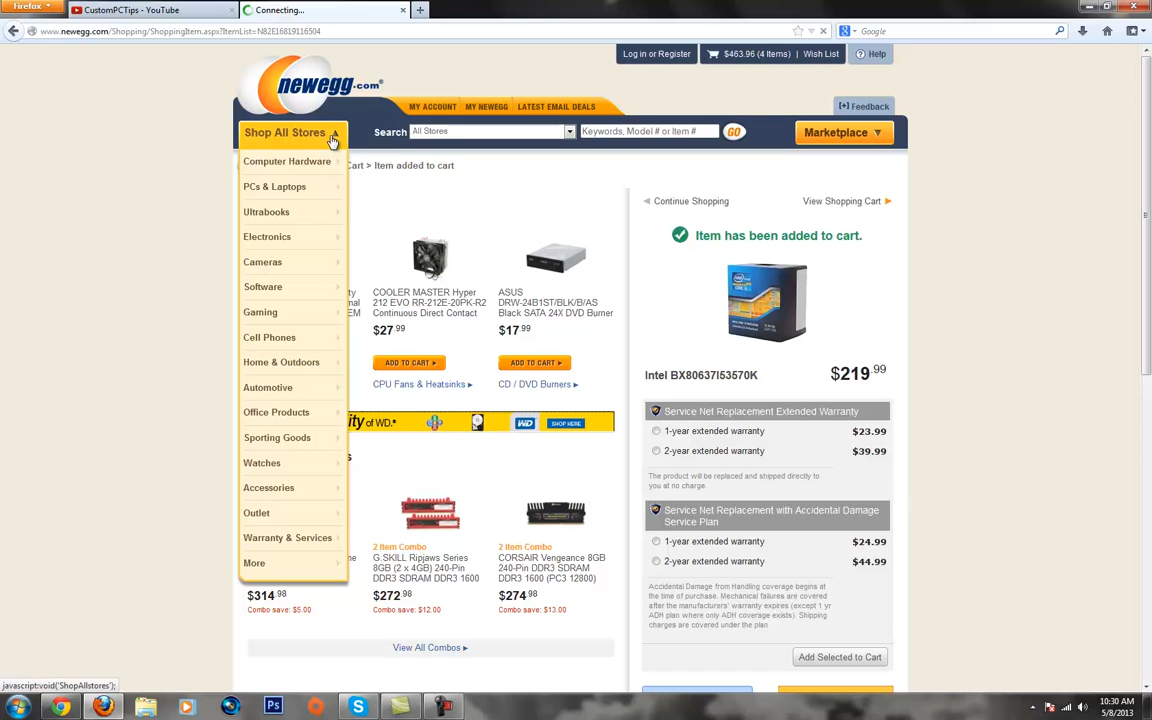 Firefox
CustomPCTips - YouTube
Connecting...
www.newegg.com/Shopping/ShoppingItem.aspx?ItemList=N82E16819116504
Google
newegg.com
Log in or Register
$463.96 (4 Items)
Wish List
Help
MY ACCOUNT
MY NEWEGG
LATEST EMAIL DEALS
[+] Feedback
Shop All Stores
Search
All Stores
Keywords, Model # or Item #
GO
Marketplace
Computer Hardware
PCs & Laptops
Ultrabooks
Electronics
Cameras
Software
Gaming
Cell Phones
Home & Outdoors
Automotive
Office Products
Sporting Goods
Watches
Accessories
Outlet
Warranty & Services
More
Cart > Item added to cart
COOLER MASTER Hyper
212 EVO RR-212E-20PK-R2
Continuous Direct Contact
$27.99
ADD TO CART
CPU Fans & Heatsinks
ASUS
DRW-24B1ST/BLK/B/AS
Black SATA 24X DVD Burner
$17.99
ADD TO CART
CD / DVD Burners
ity of WD.
WD
SHOP HERE
2 Item Combo
G.SKILL Ripjaws Series
8GB (2 x 4GB) 240-Pin
DDR3 SDRAM DDR3 1600
$272.98
Combo save: $12.00
2 Item Combo
CORSAIR Vengeance 8GB
240-Pin DDR3 SDRAM
DDR3 1600 (PC3 12800)
$274.98
Combo save: $13.00
$314.98
Combo save: $5.00
View All Combos
Continue Shopping
View Shopping Cart
Item has been added to cart.
Intel BX80637I53570K
$219.99
Service Net Replacement Extended Warranty
1-year extended warranty $23.99
2-year extended warranty $39.99
The product will be replaced and shipped directly to
you at no charge.
Service Net Replacement with Accidental Damage
Service Plan
1-year extended warranty $24.99
2-year extended warranty $44.99
Accidental Damage from Handling coverage begins at
the time of purchase. Mechanical failures are covered
after the manufacturers' warranty expires (except 1 yr
ADH plan where only ADH coverage exists). Shipping
charges are covered under the plan
Add Selected to Cart
javascript:void('ShopAllstores');
Ps
S
10:30 AM
5/8/2013